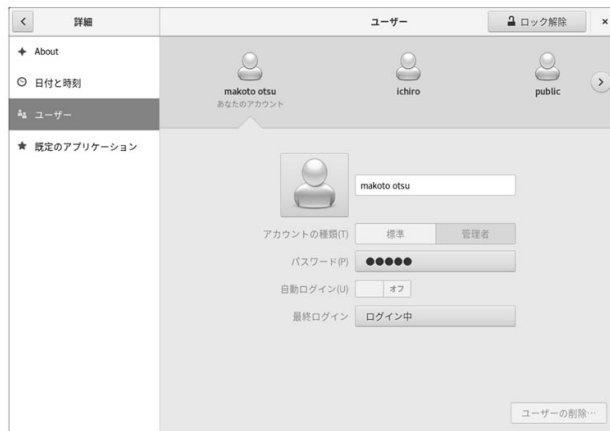 詳細
ユーザー
ロック解除
×
About
日付と時刻
ユーザー
既定のアプリケーション
makoto otsu
あなたのアカウント
ichiro
public
makoto otsu
アカウントの種類(T)
標準
管理者
パスワード(P)
●●●●●
自動ログイン(U)
オフ
最終ログイン
ログイン中
ユーザーの削除…